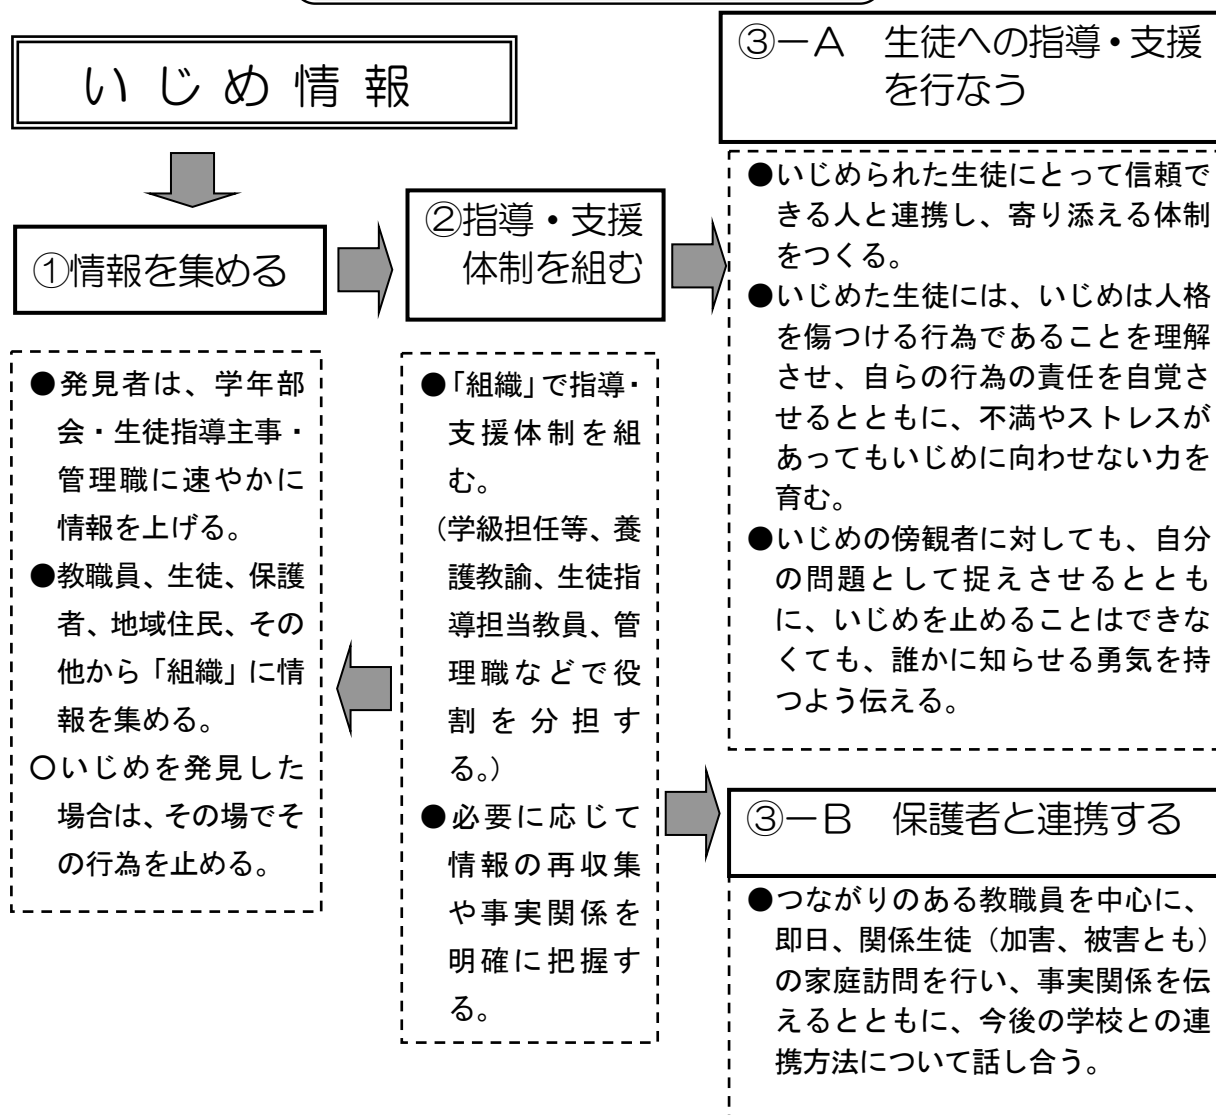 いじめ情報
①情報を集める
●発見者は、学年部
会・生徒指導主事・
管理職に速やかに
情報を上げる。
●教職員、生徒、保護
者、地域住民、その
他から「組織」に情
報を集める。
○いじめを発見した
場合は、その場でそ
の行為を止める。
②指導・支援
体制を組む
●「組織」で指導・
支援体制を組
む。
(学級担任等、養
護教諭、生徒指
導担当教員、管
理職などで役
割を分担す
る。)
●必要に応じて
情報の再収集
や事実関係を
明確に把握す
る。
③－Ａ　生徒への指導・支援
を行なう
●いじめられた生徒にとって信頼で
きる人と連携し、寄り添える体制
をつくる。
●いじめた生徒には、いじめは人格
を傷つける行為であることを理解
させ、自らの行為の責任を自覚さ
せるとともに、不満やストレスが
あってもいじめに向わせない力を
育む。
●いじめの傍観者に対しても、自分
の問題として捉えさせるととも
に、いじめを止めることはできな
くても、誰かに知らせる勇気を持
つよう伝える。
③－Ｂ　保護者と連携する
●つながりのある教職員を中心に、
即日、関係生徒（加害、被害とも）
の家庭訪問を行い、事実関係を伝
えるとともに、今後の学校との連
携方法について話し合う。